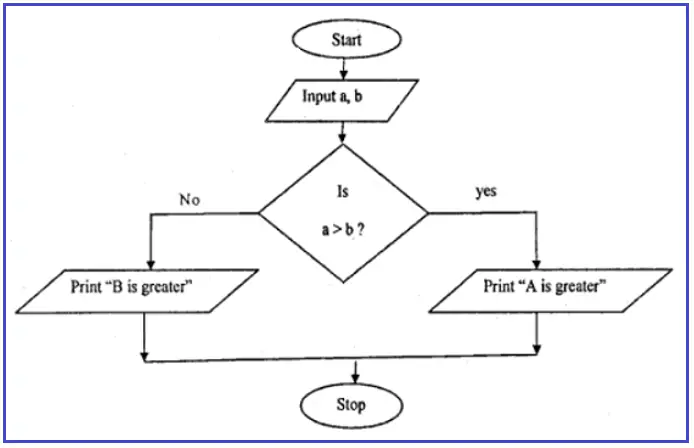 Start
Input a, b
Is
a > b ?
No
yes
Print “B is greater”
Print “A is greater”
Stop